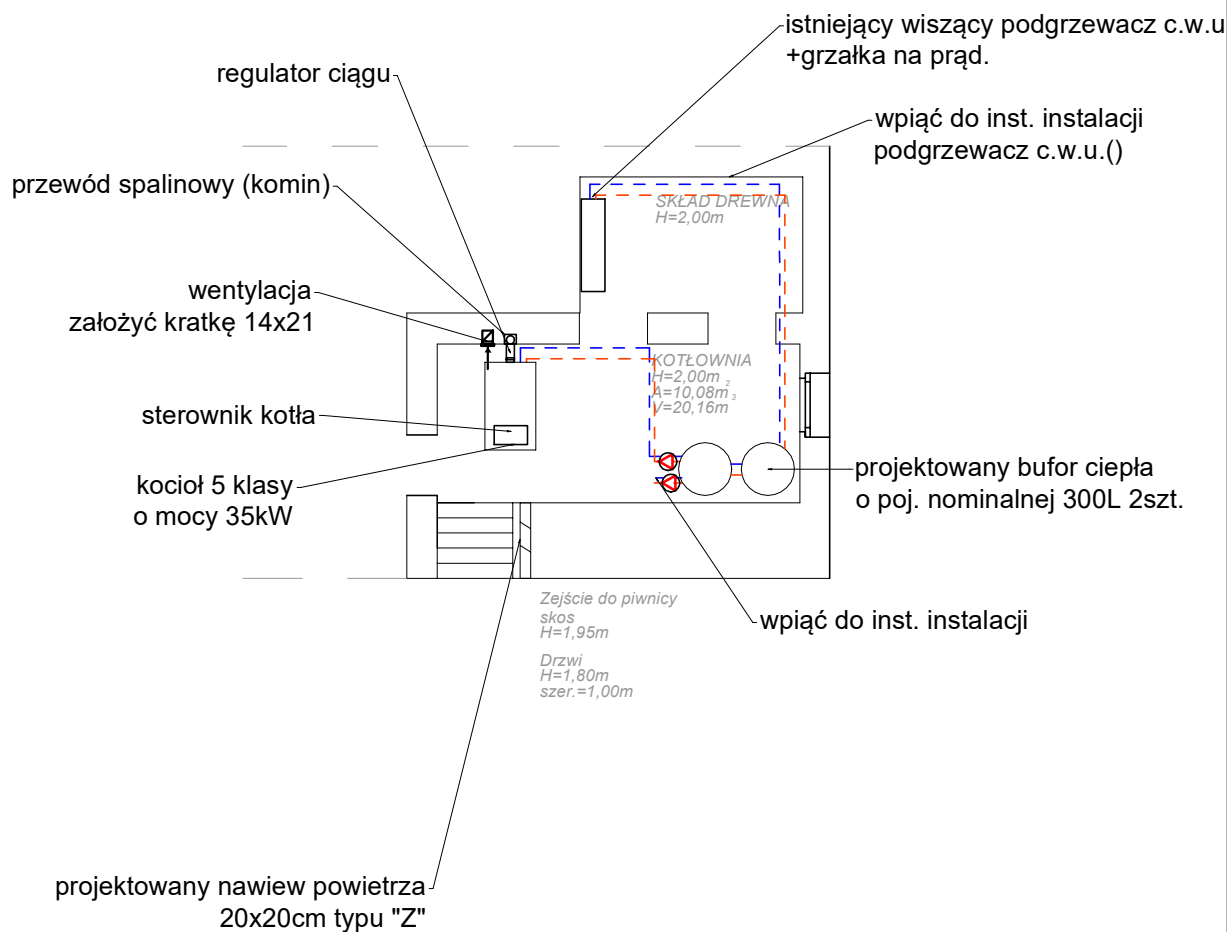 istniejący wiszący podgrzewacz c.w.u
+grzałka na prąd.
regulator ciągu
wpiąć do inst. instalacji
podgrzewacz c.w.u.()
przewód spalinowy (komin)
SKŁAD DREWNA
H=2,00m
wentylacja
założyć kratkę 14x21
KOTŁOWNIA
H=2,00m
A=10,08m²
V=20,16m³
sterownik kotła
kocioł 5 klasy
o mocy 35kW
projektowany bufor ciepła
o poj. nominalnej 300L 2szt.
Zejście do piwnicy
skos
H=1,95m
Drzwi
H=1,80m
szer.=1,00m
wpiąć do inst. instalacji
projektowany nawiew powietrza
20x20cm typu "Z"